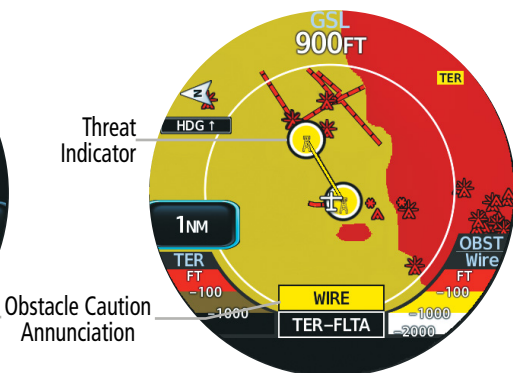 GSL
900FT
TER
N
HDG ↑
Threat
Indicator
1NM
TER
FT
-100
-1000
OBST
Wire
FT
-100
-1000
-2000
Obstacle Caution
Annunciation
WIRE
TER-FLTA